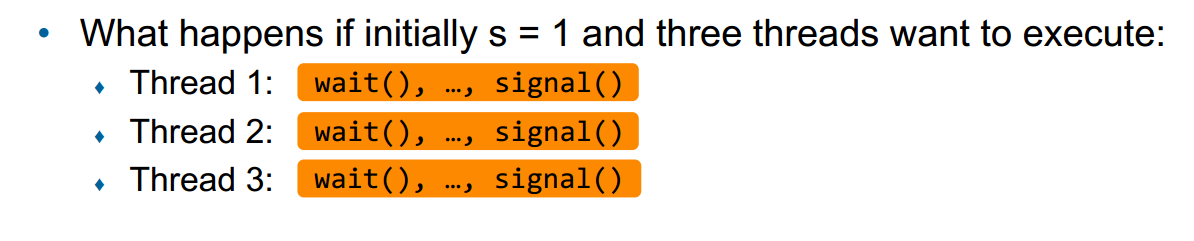 • What happens if initially s = 1 and three threads want to execute:
♦ Thread 1: wait(), …, signal()
♦ Thread 2: wait(), …, signal()
♦ Thread 3: wait(), …, signal()